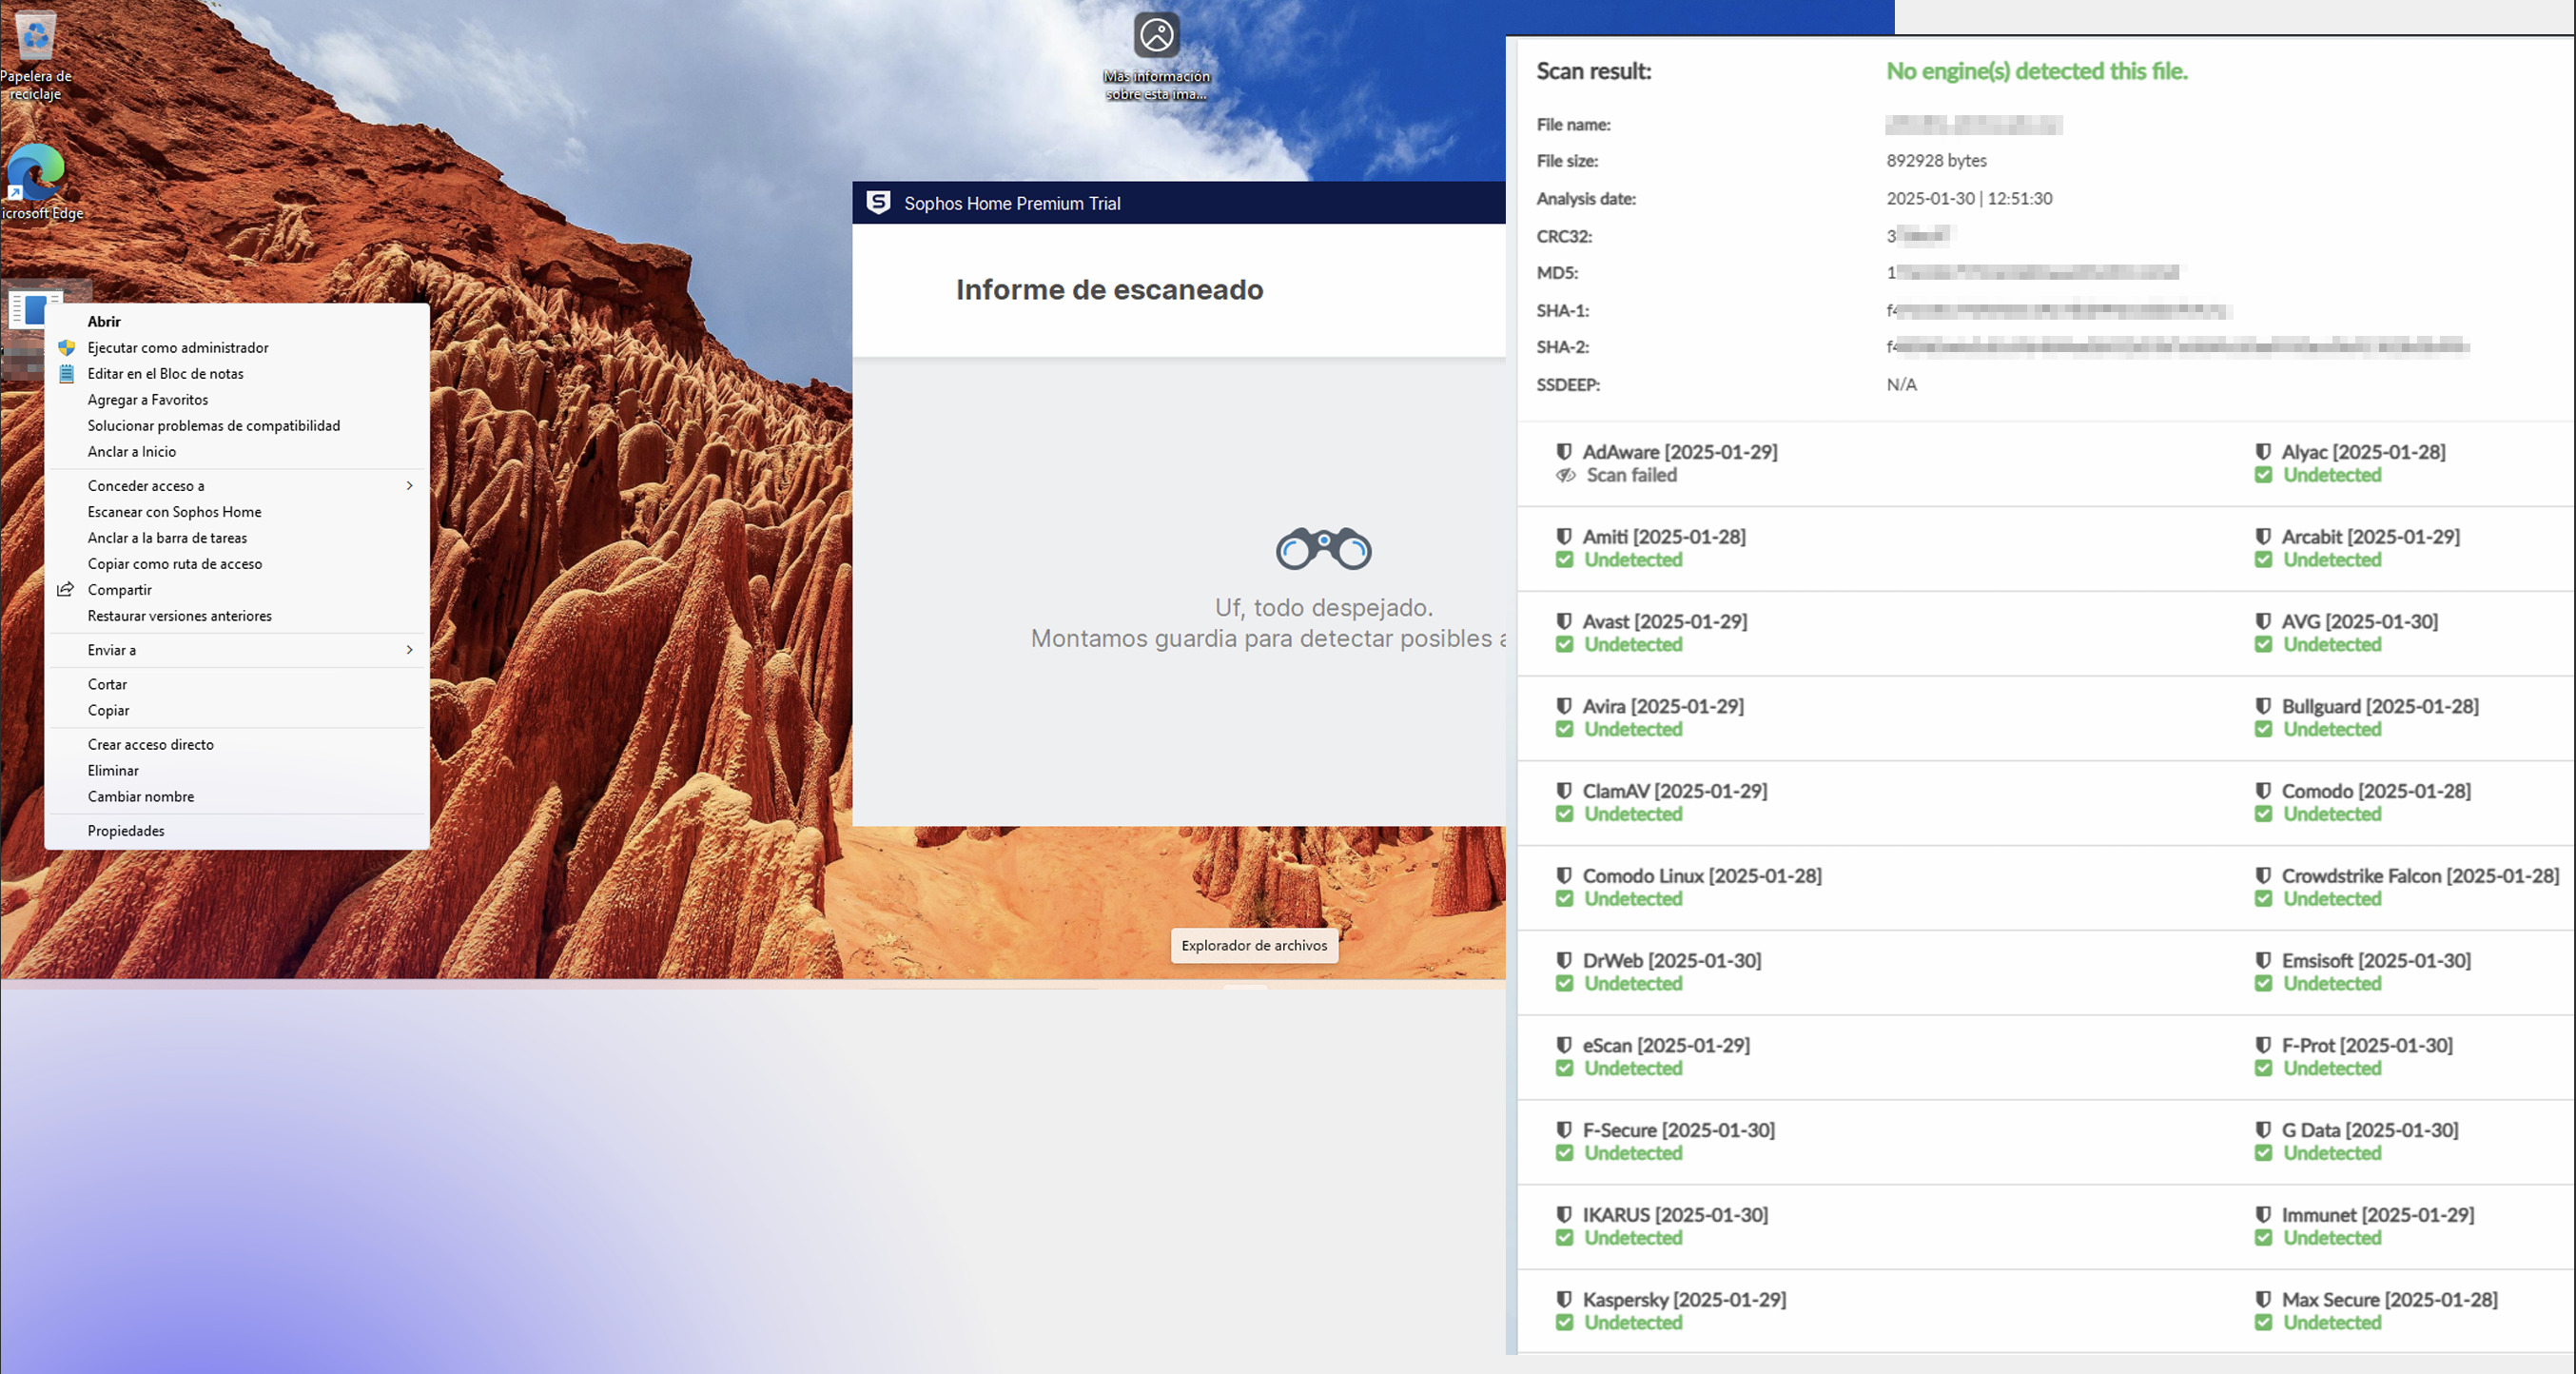 Papelera de
reciclaje
Más información
sobre esta ima...
icrosoft Edge
Abrir
Ejecutar como administrador
Editar en el Bloc de notas
Agregar a Favoritos
Solucionar problemas de compatibilidad
Anclar a Inicio
Conceder acceso a
Escanear con Sophos Home
Anclar a la barra de tareas
Copiar como ruta de acceso
Compartir
Restaurar versiones anteriores
Enviar a
Cortar
Copiar
Crear acceso directo
Eliminar
Cambiar nombre
Propiedades
S Sophos Home Premium Trial
Informe de escaneado
Uf, todo despejado.
Montamos guardia para detectar posibles a
Explorador de archivos
Scan result: No engine(s) detected this file.
File name:
File size: 892928 bytes
Analysis date: 2025-01-30 | 12:51:30
CRC32: 3
MD5: 1
SHA-1: f4
SHA-2: f4
SSDEEP: N/A
AdAware [2025-01-29] Alyac [2025-01-28]
Scan failed Undetected
Amiti [2025-01-28] Arcabit [2025-01-29]
Undetected Undetected
Avast [2025-01-29] AVG [2025-01-30]
Undetected Undetected
Avira [2025-01-29] Bullguard [2025-01-28]
Undetected Undetected
ClamAV [2025-01-29] Comodo [2025-01-28]
Undetected Undetected
Comodo Linux [2025-01-28] Crowdstrike Falcon [2025-01-28]
Undetected Undetected
DrWeb [2025-01-30] Emsisoft [2025-01-30]
Undetected Undetected
eScan [2025-01-29] F-Prot [2025-01-30]
Undetected Undetected
F-Secure [2025-01-30] G Data [2025-01-30]
Undetected Undetected
IKARUS [2025-01-30] Immunet [2025-01-29]
Undetected Undetected
Kaspersky [2025-01-29] Max Secure [2025-01-28]
Undetected Undetected